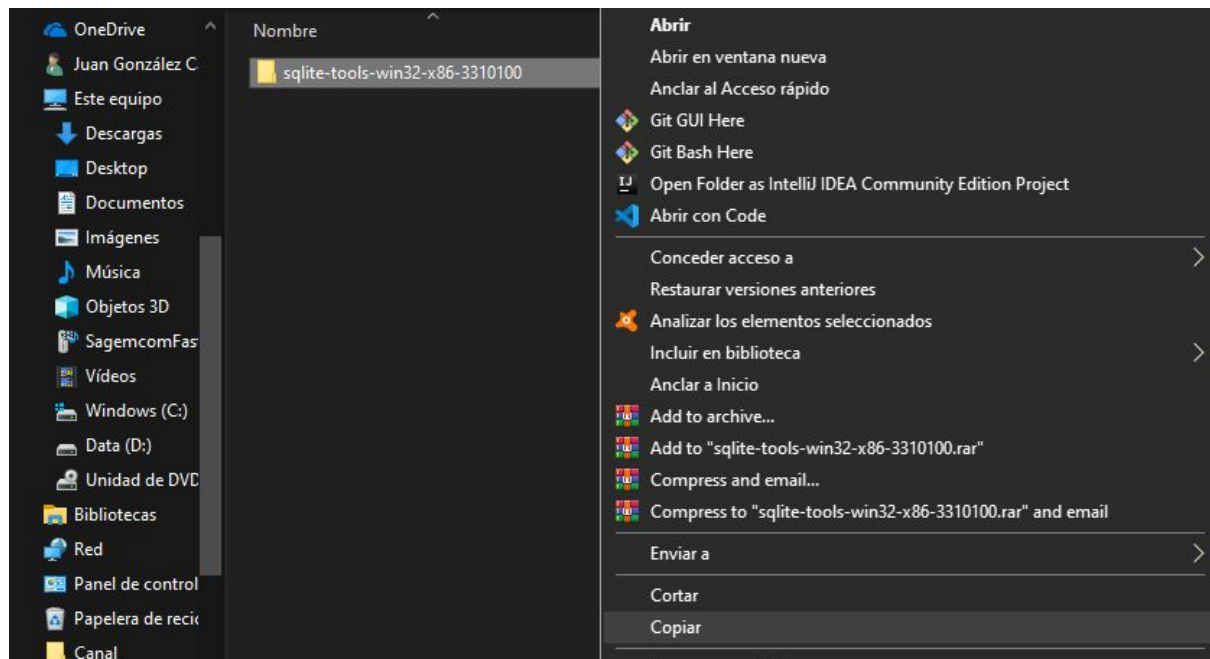 OneDrive
Juan González C
Este equipo
Descargas
Desktop
Documentos
Imágenes
Música
Objetos 3D
SagemcomFas
Vídeos
Windows (C:)
Data (D:)
Unidad de DVD
Bibliotecas
Red
Panel de control
Papelera de recic
Canal
Nombre
sqlite-tools-win32-x86-3310100
Abrir
Abrir en ventana nueva
Anclar al Acceso rápido
Git GUI Here
Git Bash Here
Open Folder as IntelliJ IDEA Community Edition Project
Abrir con Code
Conceder acceso a
Restaurar versiones anteriores
Analizar los elementos seleccionados
Incluir en biblioteca
Anclar a Inicio
Add to archive...
Add to "sqlite-tools-win32-x86-3310100.rar"
Compress and email...
Compress to "sqlite-tools-win32-x86-3310100.rar" and email
Enviar a
Cortar
Copiar